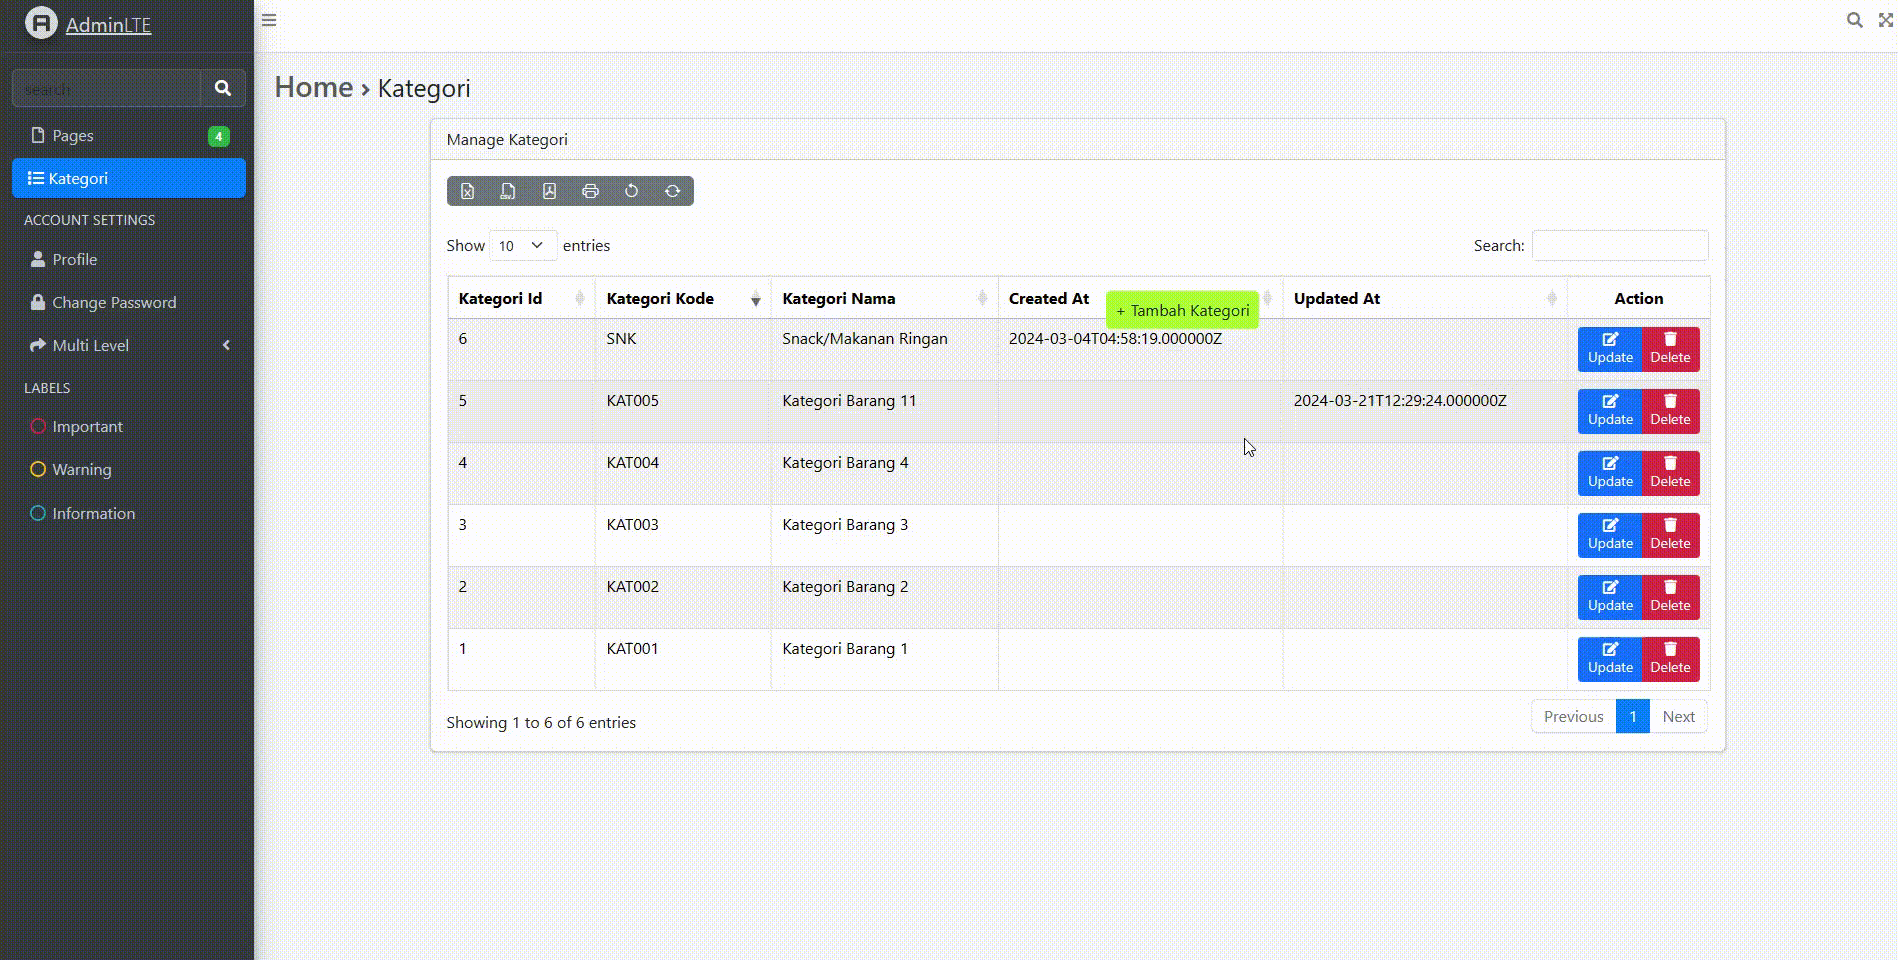 AdminLTE
search
Pages 4
Kategori
ACCOUNT SETTINGS
Profile
Change Password
Multi Level
LABELS
Important
Warning
Information
Home › Kategori
Manage Kategori
Show 10 entries
Search:
Kategori Id Kategori Kode Kategori Nama Created At Updated At Action
+ Tambah Kategori
6 SNK Snack/Makanan Ringan 2024-03-04T04:58:19.000000Z Update Delete
5 KAT005 Kategori Barang 11 2024-03-21T12:29:24.000000Z Update Delete
4 KAT004 Kategori Barang 4 Update Delete
3 KAT003 Kategori Barang 3 Update Delete
2 KAT002 Kategori Barang 2 Update Delete
1 KAT001 Kategori Barang 1 Update Delete
Showing 1 to 6 of 6 entries
Previous 1 Next